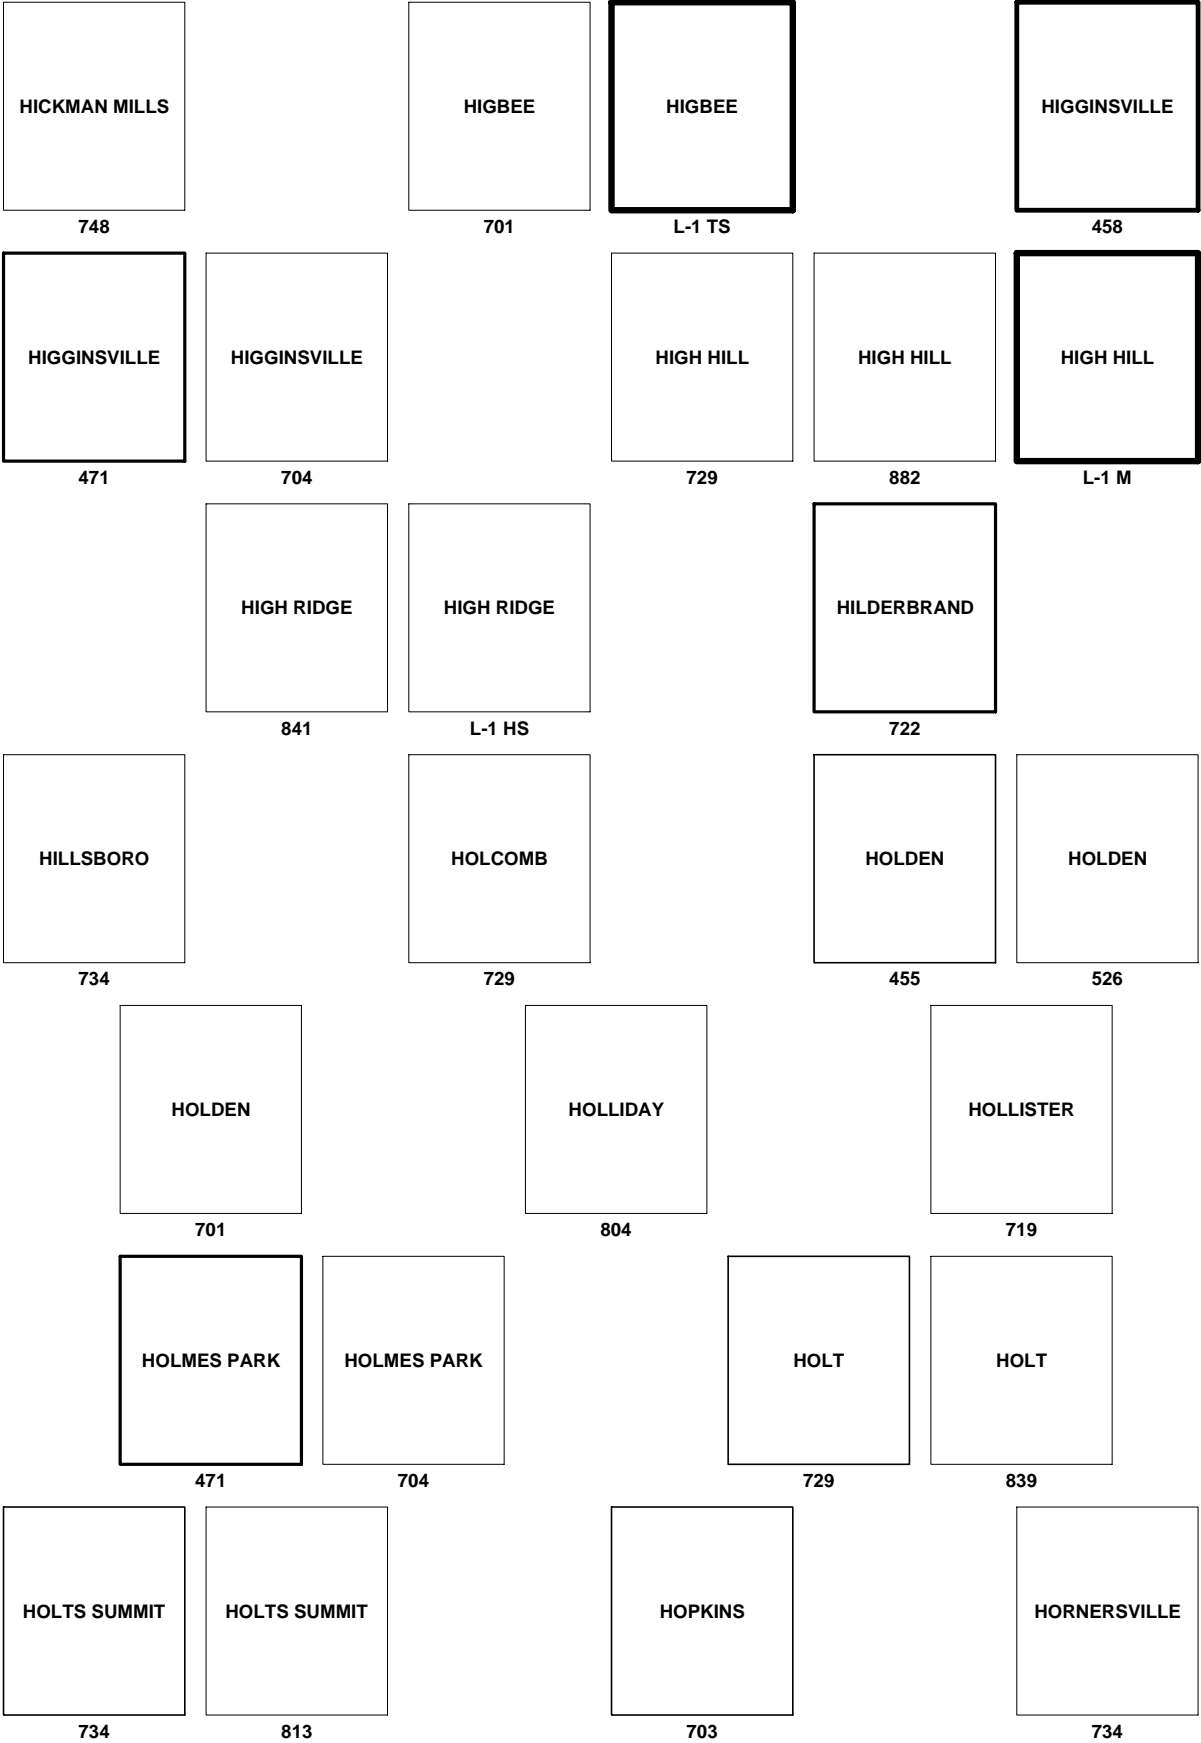 HICKMAN MILLS HIGBEE HIGBEE HIGGINSVILLE
748 701 L-1 TS 458
HIGGINSVILLE HIGGINSVILLE HIGH HILL HIGH HILL HIGH HILL
471 704 729 882 L-1 M
HIGH RIDGE HIGH RIDGE HILDERBRAND
841 L-1 HS 722
HILLSBORO HOLCOMB HOLDEN HOLDEN
734 729 455 526
HOLDEN HOLLIDAY HOLLISTER
701 804 719
HOLMES PARK HOLMES PARK HOLT HOLT
471 704 729 839
HOLTS SUMMIT HOLTS SUMMIT HOPKINS HORNERSVILLE
734 813 703 734